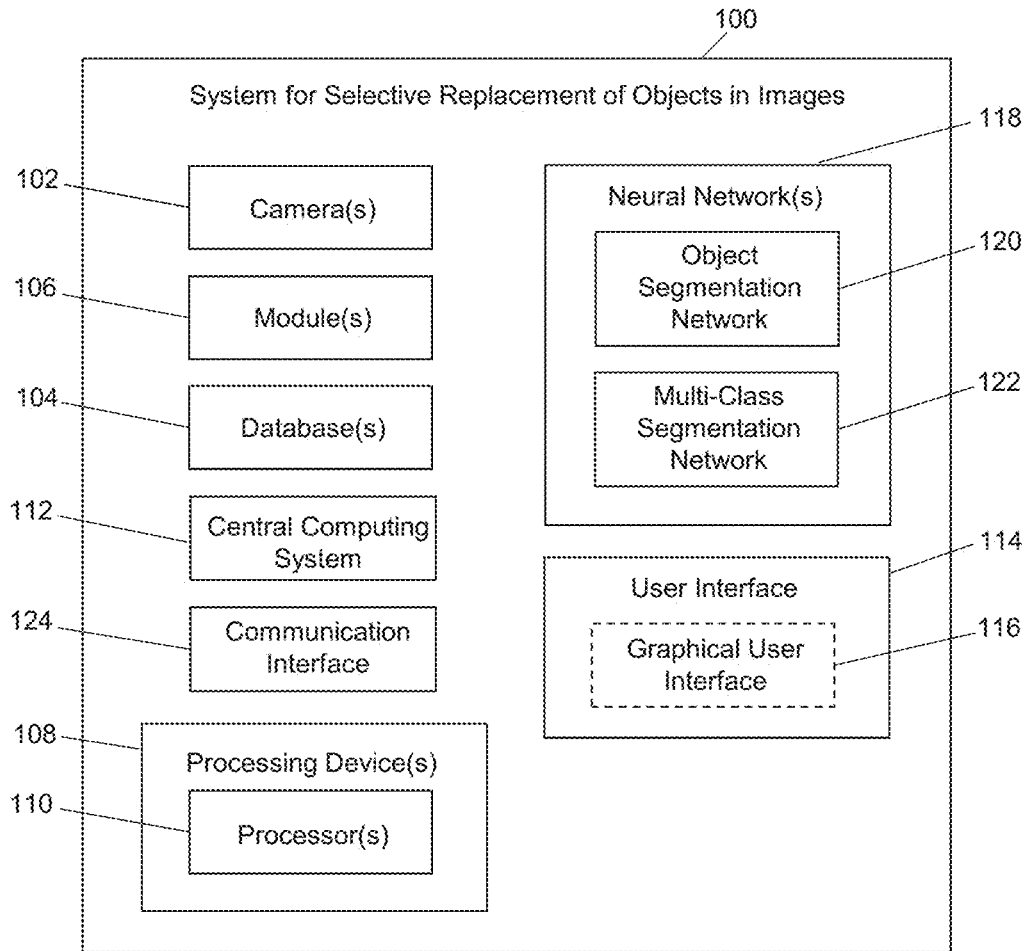 100
System for Selective Replacement of Objects in Images
102
Camera(s)
106
Module(s)
104
Database(s)
112
Central Computing
System
124
Communication
Interface
108
Processing Device(s)
110
Processor(s)
118
Neural Network(s)
120
Object
Segmentation
Network
122
Multi-Class
Segmentation
Network
114
User Interface
116
Graphical User
Interface